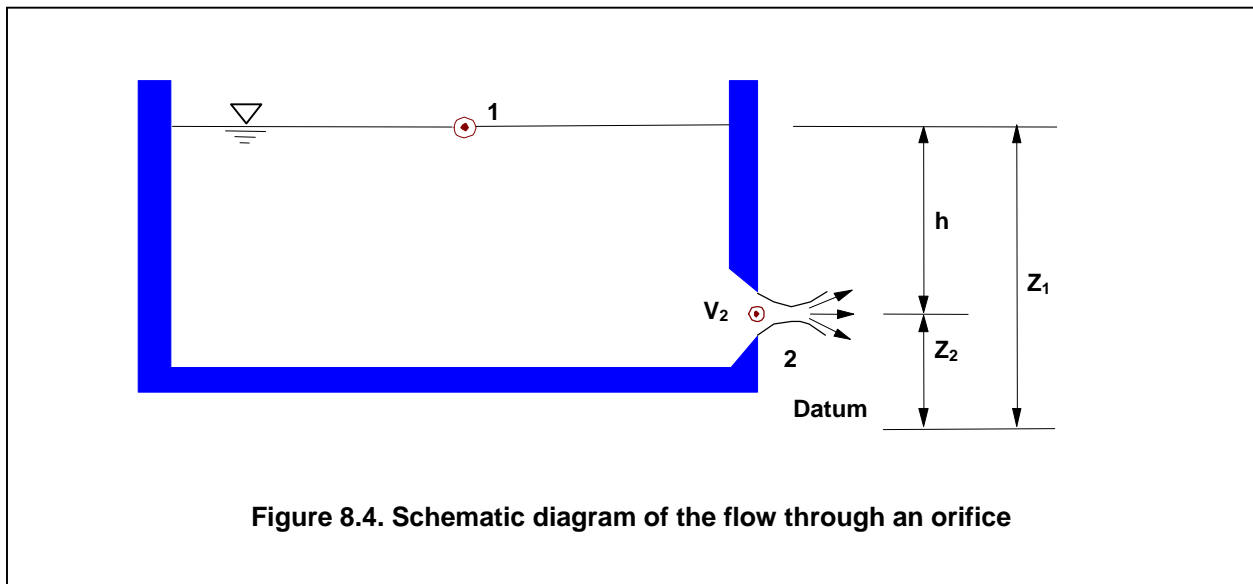 1
h
Z₁
V₂
2
Z₂
Datum
Figure 8.4. Schematic diagram of the flow through an orifice